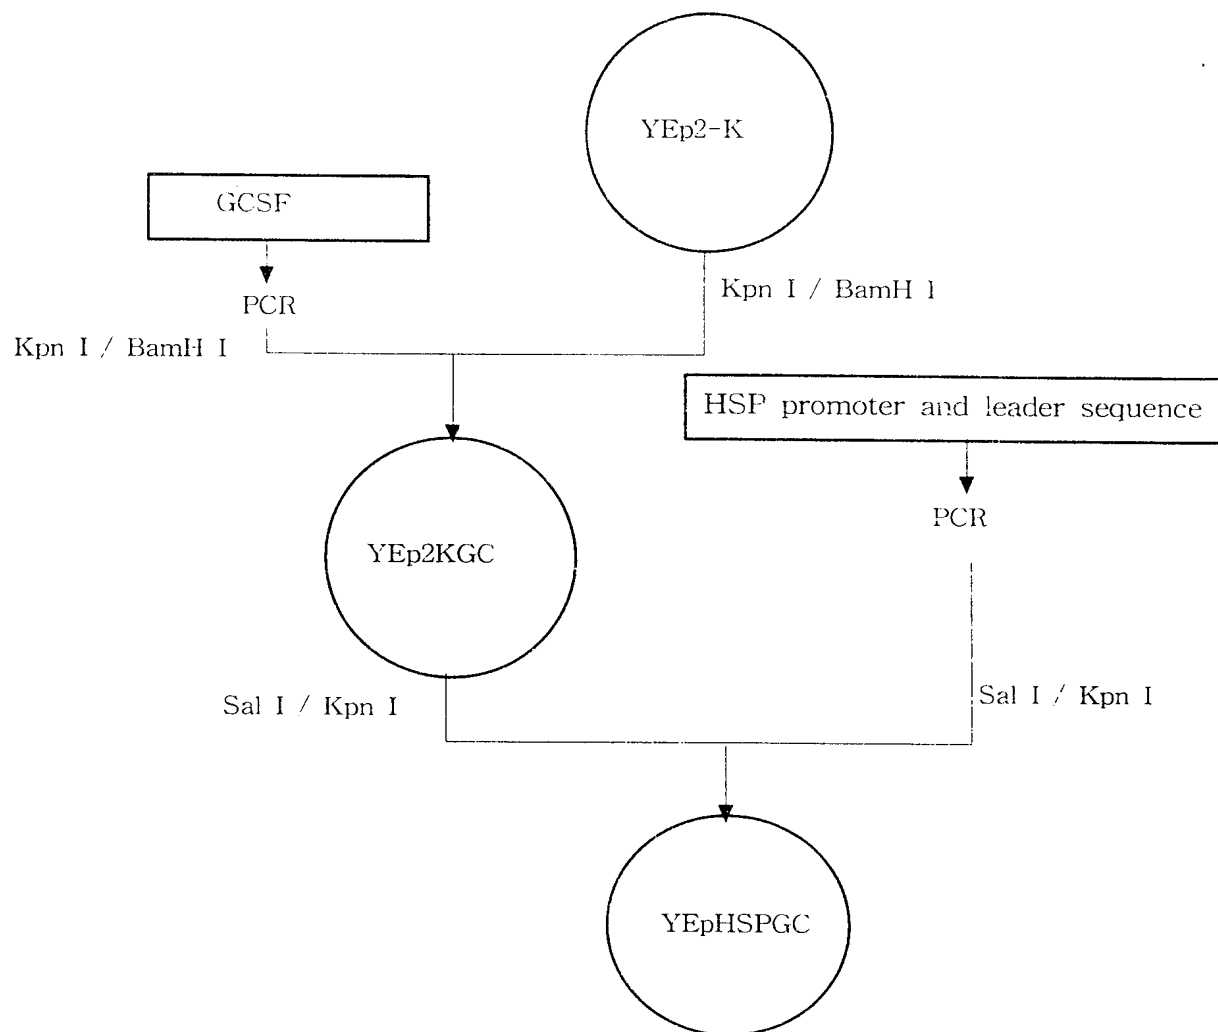 YEp2-K
GCSF
Kpn I / BamH l
PCR
Kpn I / BamH I
HSP promoter and leader sequence
PCR
YEp2KGC
Sal I / Kpn I
Sal I / Kpn I
YEpHSPGC